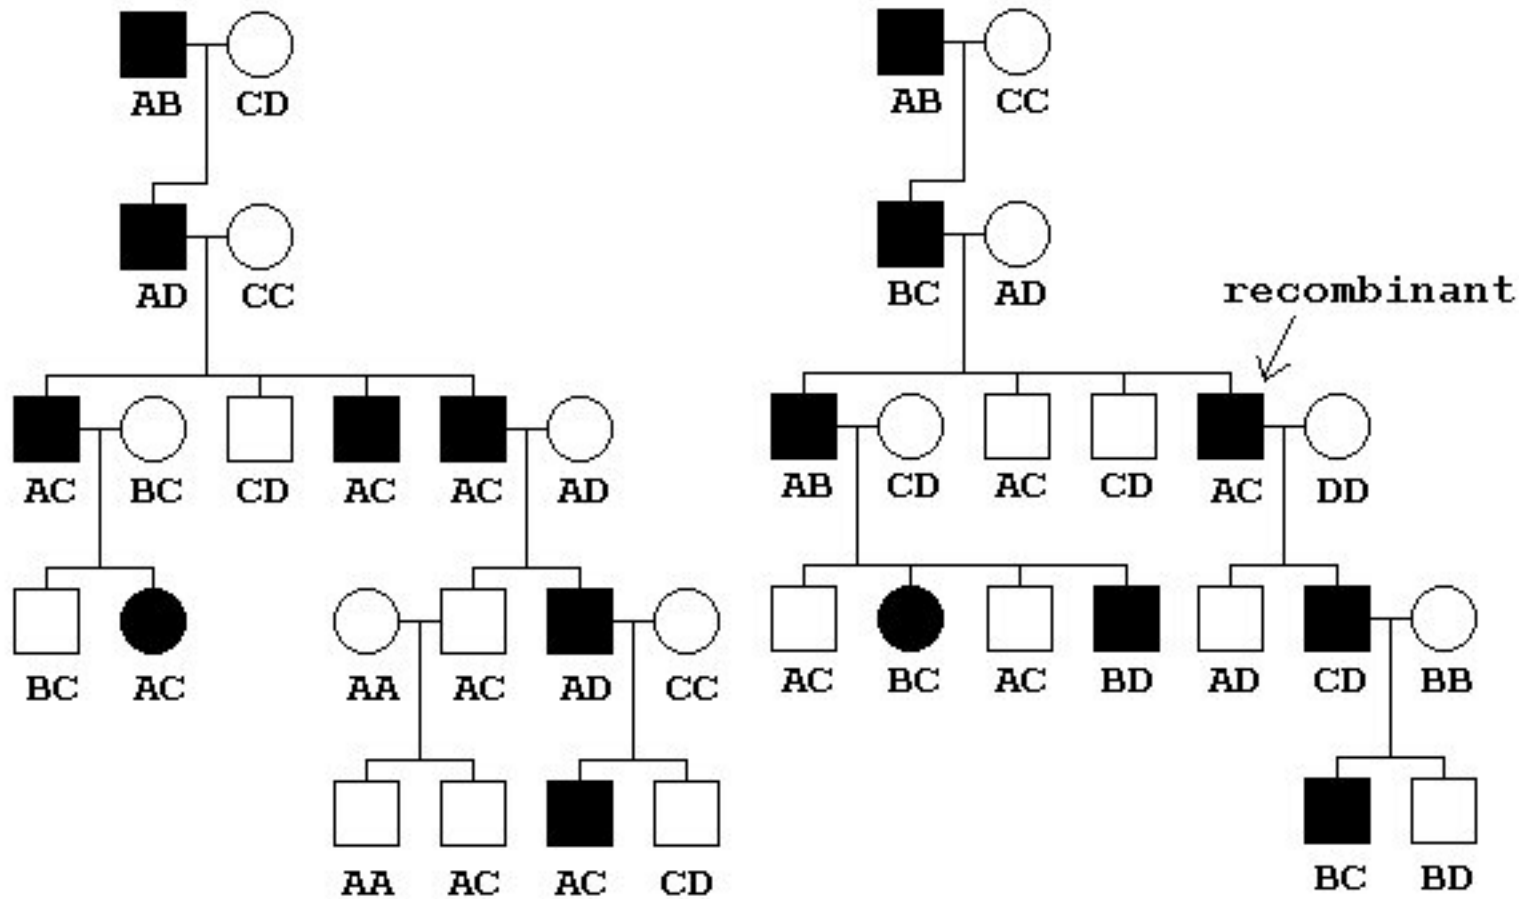 AB CD AB CC
AD CC BC AD
recombinant
AC BC CD AC AC AD AB CD AC CD AC DD
BC AC AA AC AD CC AC BC AC BD AD CD BB
AA AC AC CD BC BD